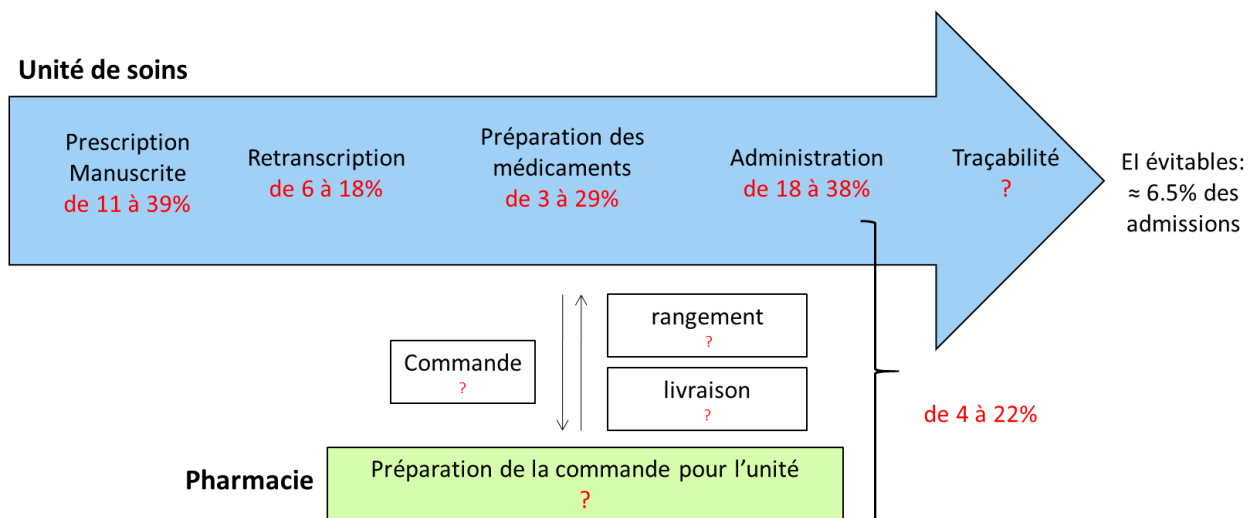 Unité de soins
Prescription
Manuscrite
de 11 à 39%
Retranscription
de 6 à 18%
Préparation des
médicaments
de 3 à 29%
Administration
de 18 à 38%
Traçabilité
?
EI évitables:
≈ 6.5% des
admissions
Commande
?
rangement
?
livraison
?
de 4 à 22%
Pharmacie
Préparation de la commande pour l'unité
?